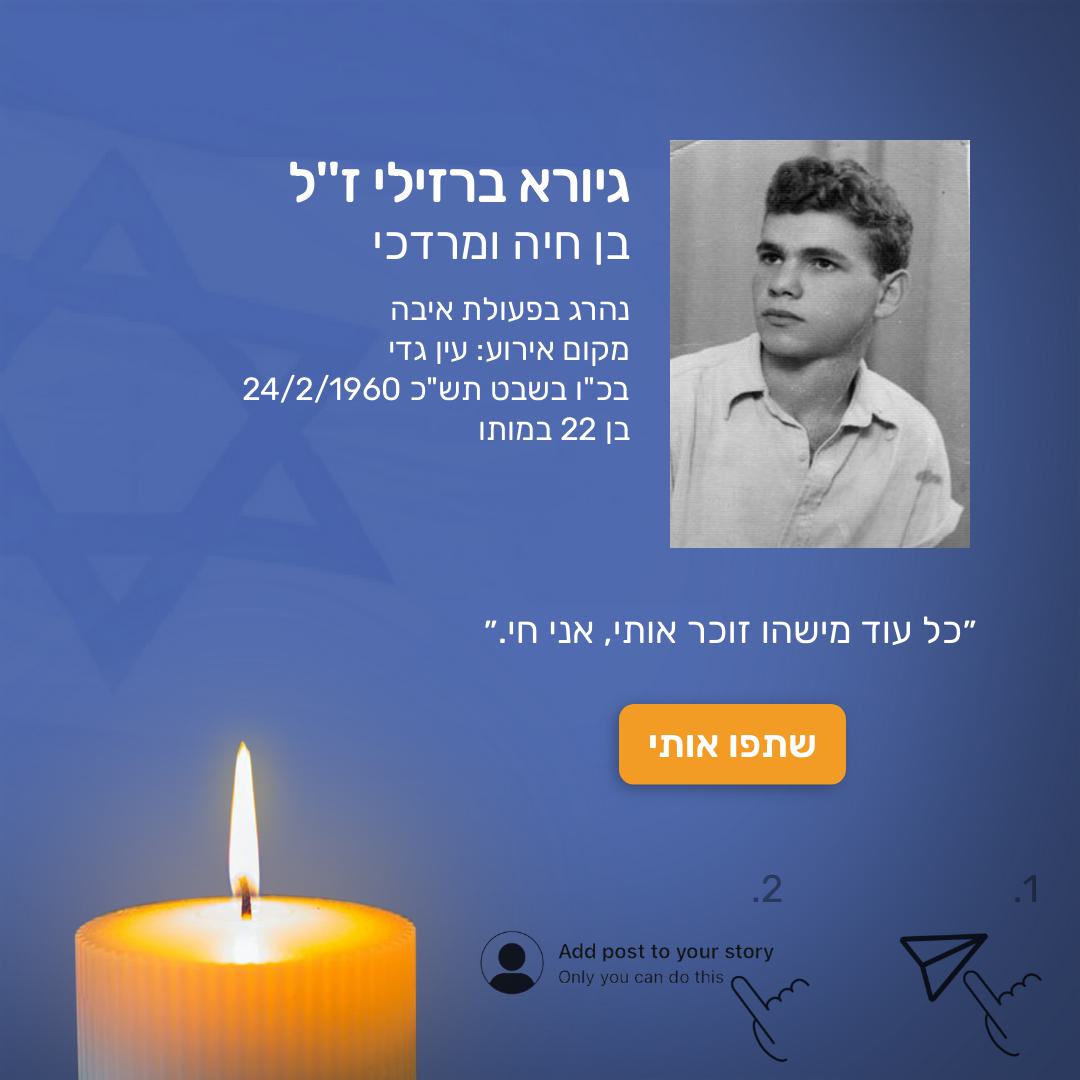 גיורא ברזילי ז"ל
בן חיה ומרדכי
נהרג בפעולת איבה
מקום אירוע: עין גדי
בכ"ו בשבט תש"כ 24/2/1960
בן 22 במותו
״כל עוד מישהו זוכר אותי, אני חי.״
שתפו אותי
1.
2.
Add post to your story
Only you can do this